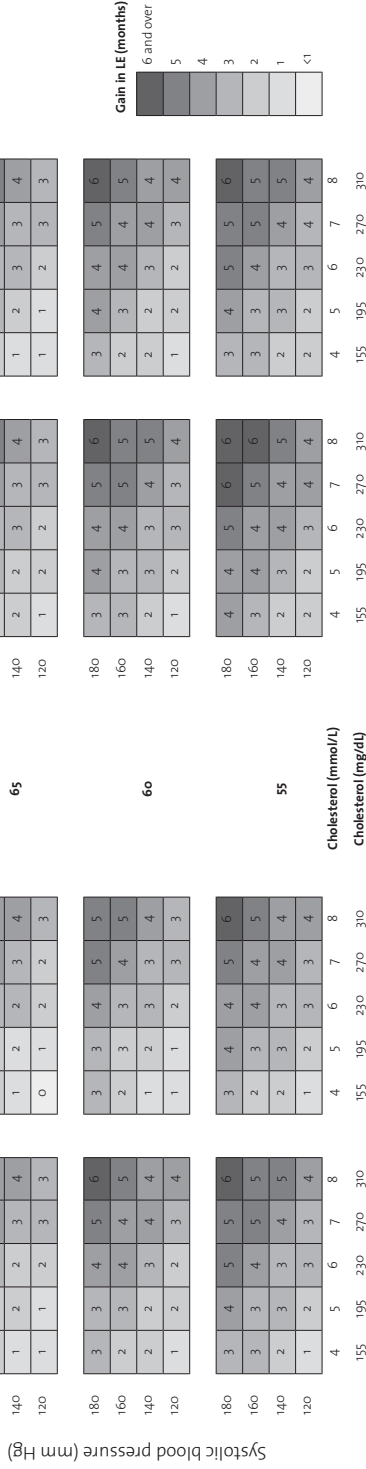 Systolic blood pressure (mm Hg)
140 1 2 2 3 4 1 2 2 3 4 140 2 2 3 3 4 1 2 3 3 4
65
120 1 1 2 3 3 0 1 2 2 3 120 1 2 2 3 3 1 1 2 3 3
180 3 3 4 5 6 3 3 4 5 5 180 3 4 4 5 6 3 4 4 5 6
160 2 3 4 4 5 2 3 3 4 5 160 3 3 4 5 5 2 3 4 4 5
60
140 2 2 3 4 4 1 2 3 3 4 140 2 3 3 4 5 2 2 3 4 4
120 1 2 2 3 4 1 1 2 3 3 120 1 2 3 3 4 1 2 2 3 4
180 3 4 5 5 6 3 4 4 5 6 180 4 4 5 6 6 3 4 5 5 6
160 3 3 4 5 5 2 3 4 4 5 160 3 4 4 5 6 3 3 4 5 5
55
140 2 3 3 4 5 2 3 3 4 4 140 2 3 4 4 5 2 3 3 4 5
120 1 2 3 3 4 1 2 3 3 4 120 2 2 3 4 4 2 2 3 4 4
4 5 6 7 8 4 5 6 7 8 Cholesterol (mmol/L) 4 5 6 7 8 4 5 6 7 8
155 195 230 270 310 155 195 230 270 310 Cholesterol (mg/dL) 155 195 230 270 310 155 195 230 270 310
Gain in LE (months)
6 and over
5
4
3
2
1
<1